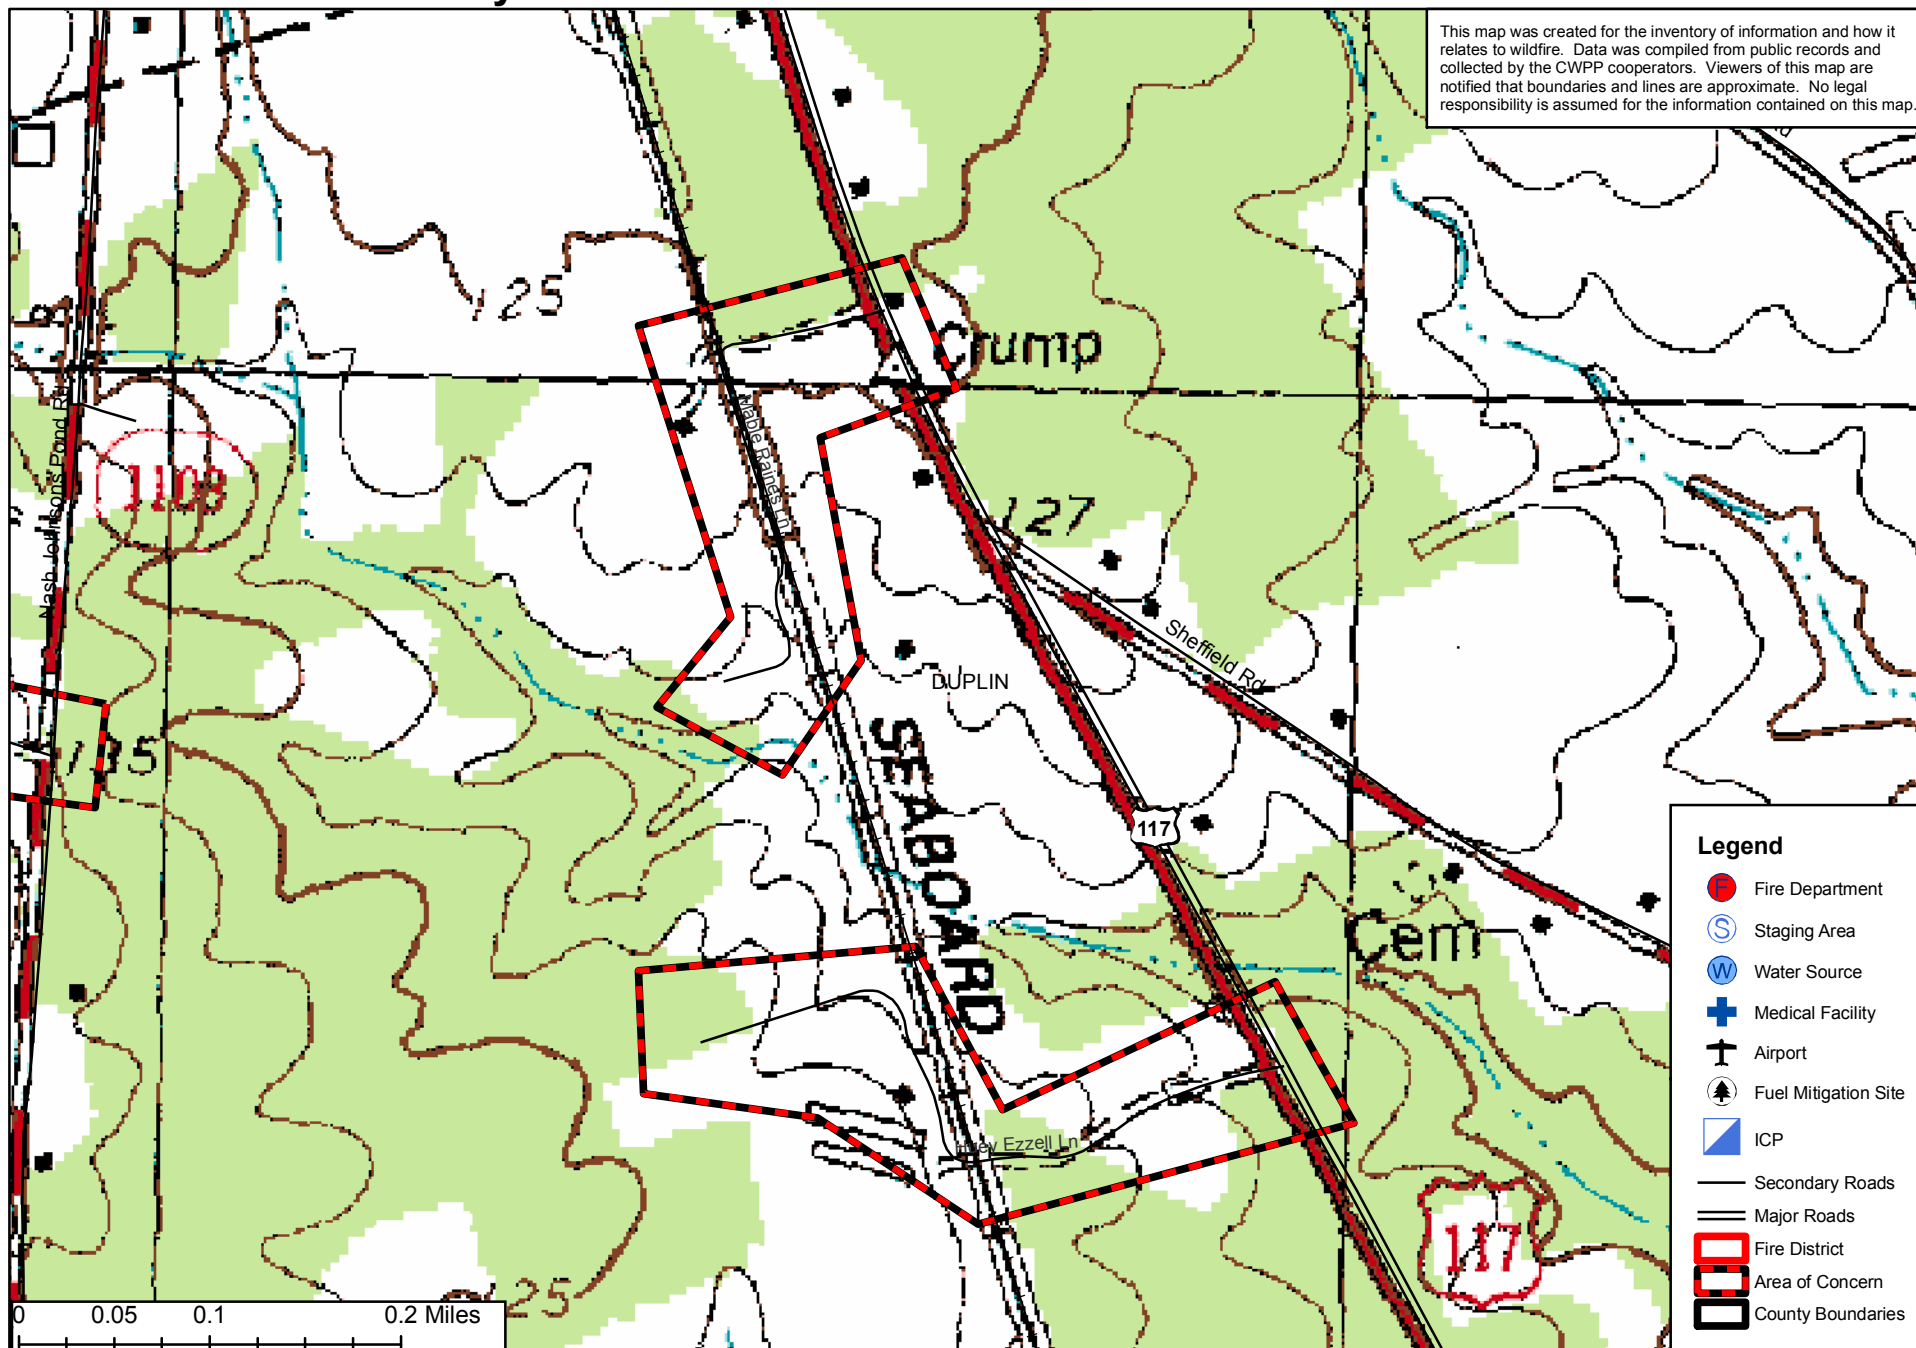 This map was created for the inventory of information and how it
relates to wildfire. Data was compiled from public records and
collected by the CWPP cooperators. Viewers of this map are
notified that boundaries and lines are approximate. No legal
responsibility is assumed for the information contained on this map.
125
Crump
Mable Raines Ln
Nash Johnsons Pond Rd
1103
127
Sheffield Rd
DUPLIN
135
SEABOARD
117
Cem
Ezzell Ln
117
25
Legend
F Fire Department
S Staging Area
W Water Source
Medical Facility
Airport
Fuel Mitigation Site
ICP
Secondary Roads
Major Roads
Fire District
Area of Concern
County Boundaries
0 0.05 0.1 0.2 Miles